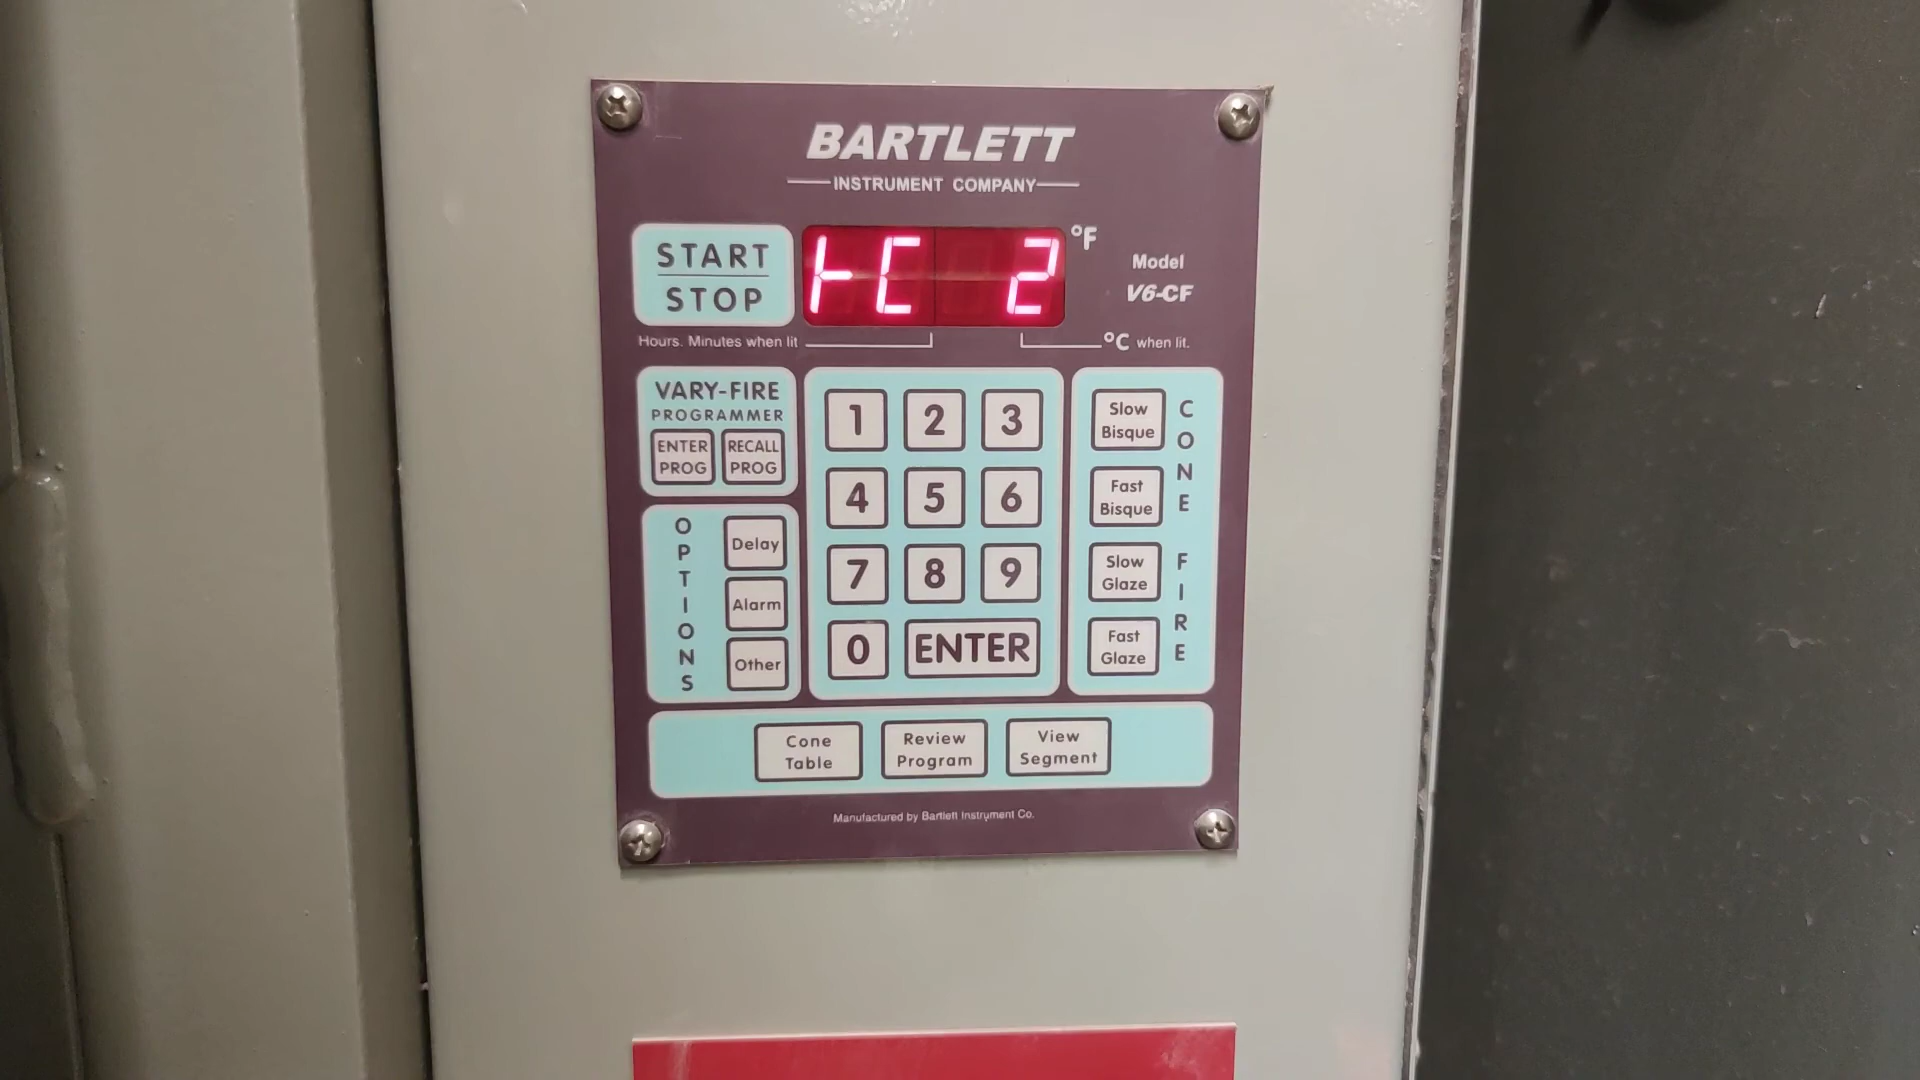 BARTLETT
INSTRUMENT COMPANY
START
STOP
tC 2
°F
Model
V6-CF
Hours. Minutes when lit
°C when lit.
VARY-FIRE
PROGRAMMER
ENTER PROG
RECALL PROG
OPTIONS
Delay
Alarm
Other
1 2 3
4 5 6
7 8 9
0 ENTER
Slow Bisque
Fast Bisque
Slow Glaze
Fast Glaze
CONE FIRE
Cone Table
Review Program
View Segment
Manufactured by Bartlett Instrument Co.